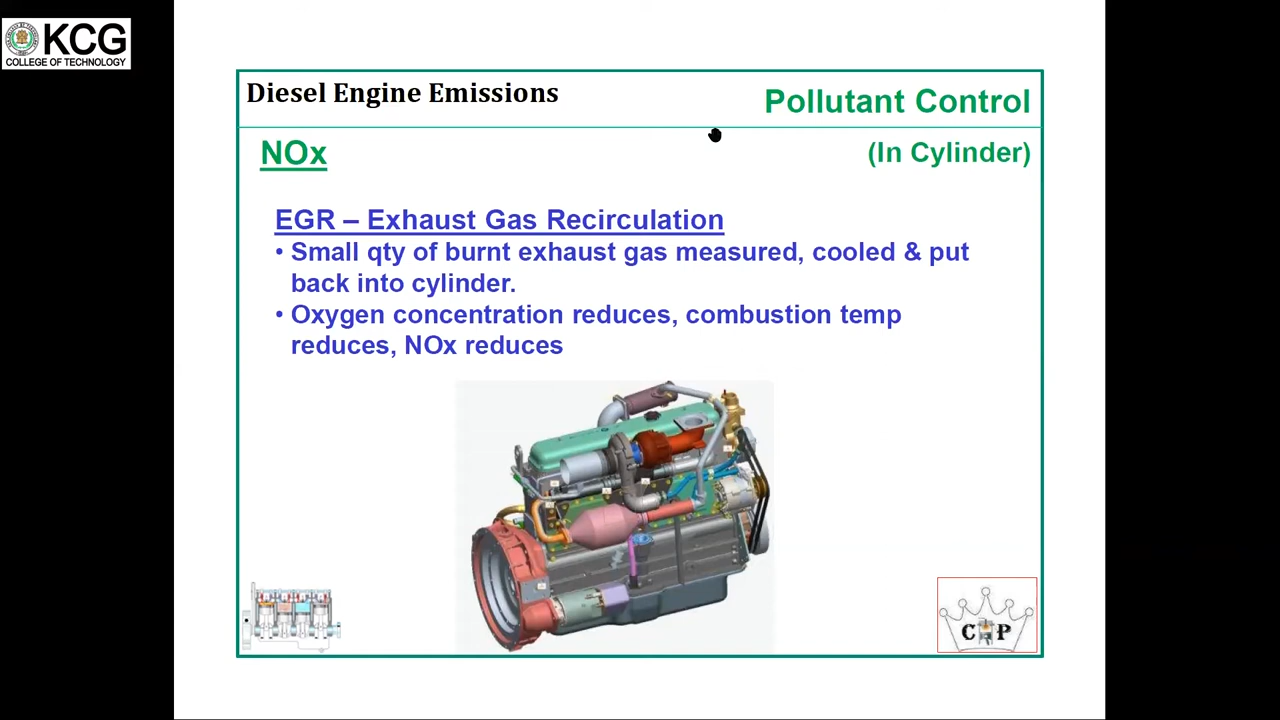 KCG
COLLEGE OF TECHNOLOGY
Diesel Engine Emissions
Pollutant Control
NOx
(In Cylinder)
EGR – Exhaust Gas Recirculation
• Small qty of burnt exhaust gas measured, cooled & put
back into cylinder.
• Oxygen concentration reduces, combustion temp
reduces, NOx reduces
C P